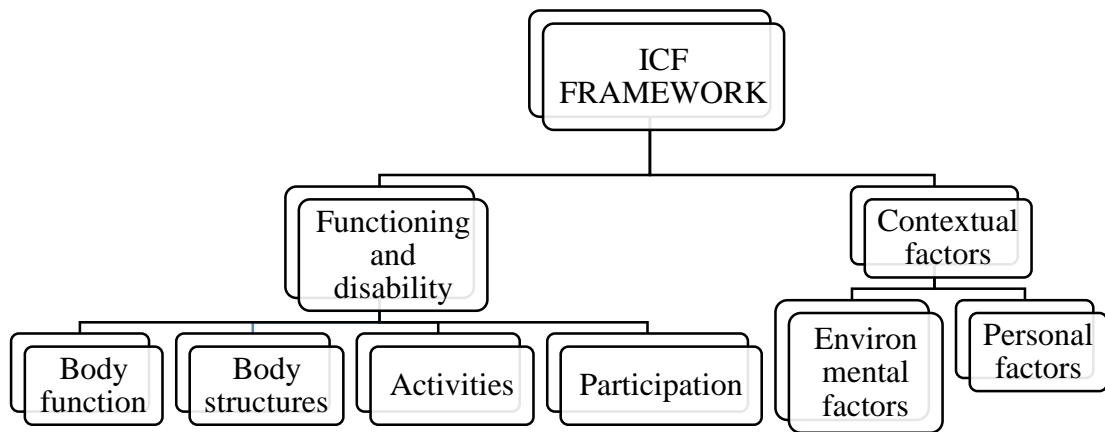 ICF
FRAMEWORK
Functioning
and
disability
Contextual
factors
Body
function
Body
structures
Activities
Participation
Environ
mental
factors
Personal
factors